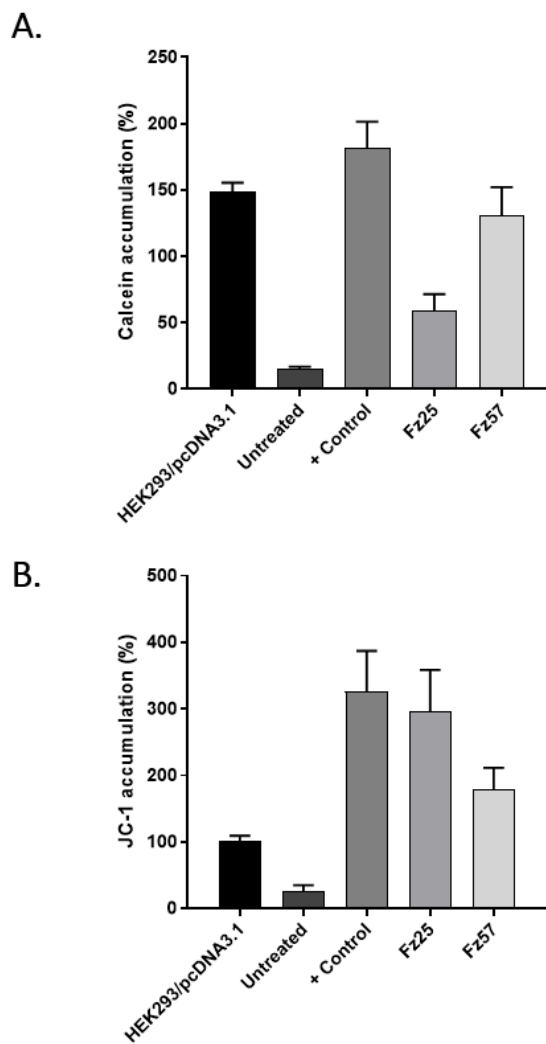 A.
250
200
150
100
50
0
Calcein accumulation (%)
HEK293/pcDNA3.1
Untreated
+ Control
Fz25
Fz57
B.
500
400
300
200
100
0
JC-1 accumulation (%)
HEK293/pcDNA3.1
Untreated
+ Control
Fz25
Fz57